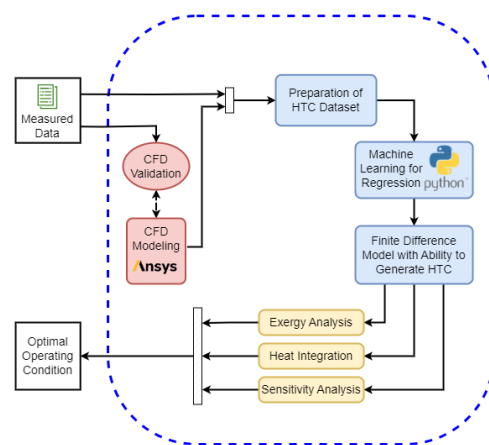 Measured
Data
CFD
Validation
CFD
Modeling
Ansys
Preparation of
HTC Dataset
Machine
Learning for
Regression
python
Finite Difference
Model with Ability to
Generate HTC
Exergy Analysis
Heat Integration
Sensitivity Analysis
Optimal
Operating
Condition